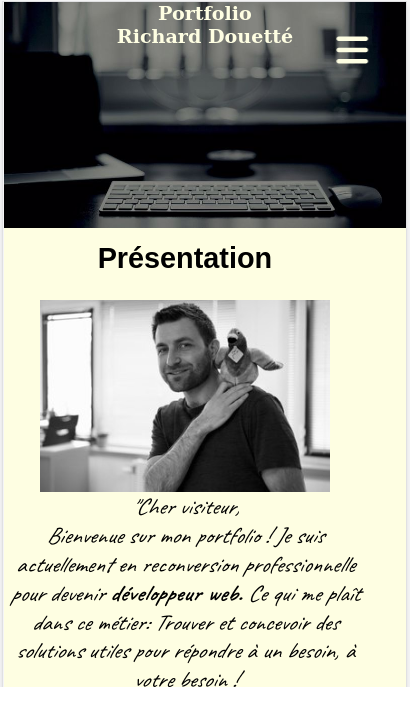 Portfolio
Richard Douetté
Présentation
"Cher visiteur,
Bienvenue sur mon portfolio ! Je suis
actuellement en reconversion professionnelle
pour devenir développeur web. Ce qui me plaît
dans ce métier: Trouver et concevoir des
solutions utiles pour répondre à un besoin, à
votre besoin !